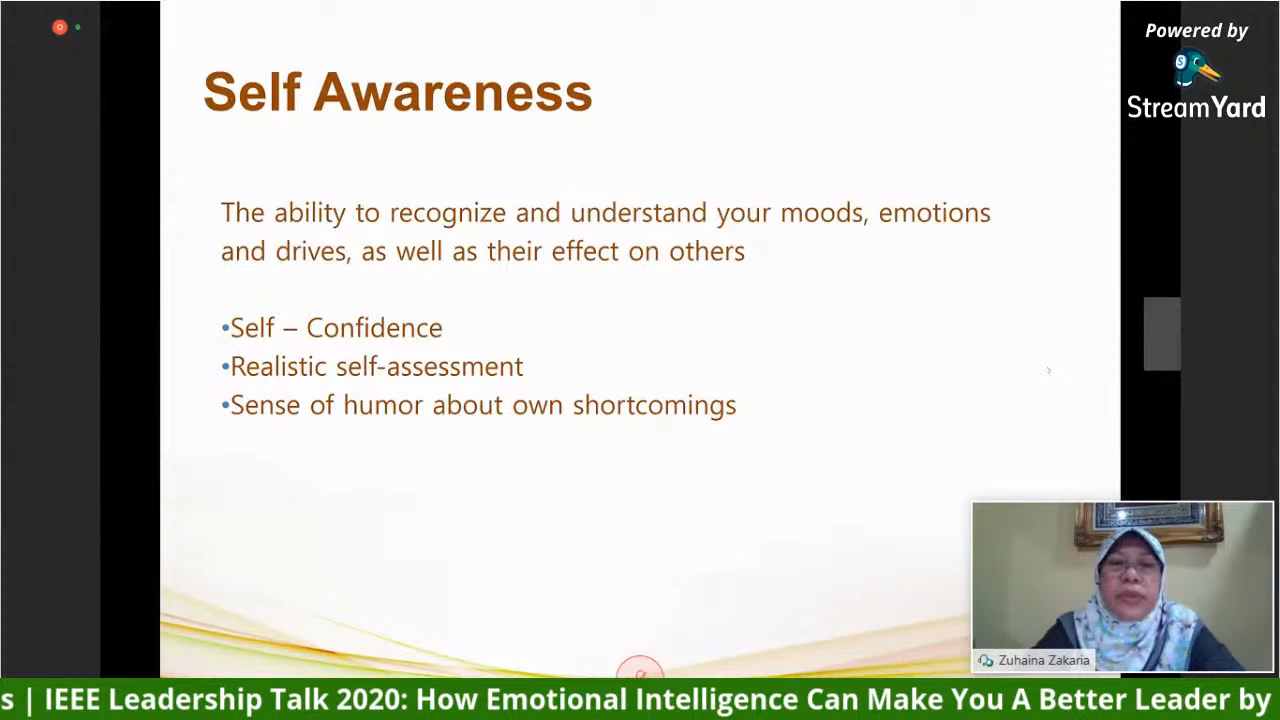 Powered by
StreamYard
Self Awareness
The ability to recognize and understand your moods, emotions
and drives, as well as their effect on others
•Self – Confidence
•Realistic self-assessment
•Sense of humor about own shortcomings
Zuhaina Zakaria
s | IEEE Leadership Talk 2020: How Emotional Intelligence Can Make You A Better Leader by